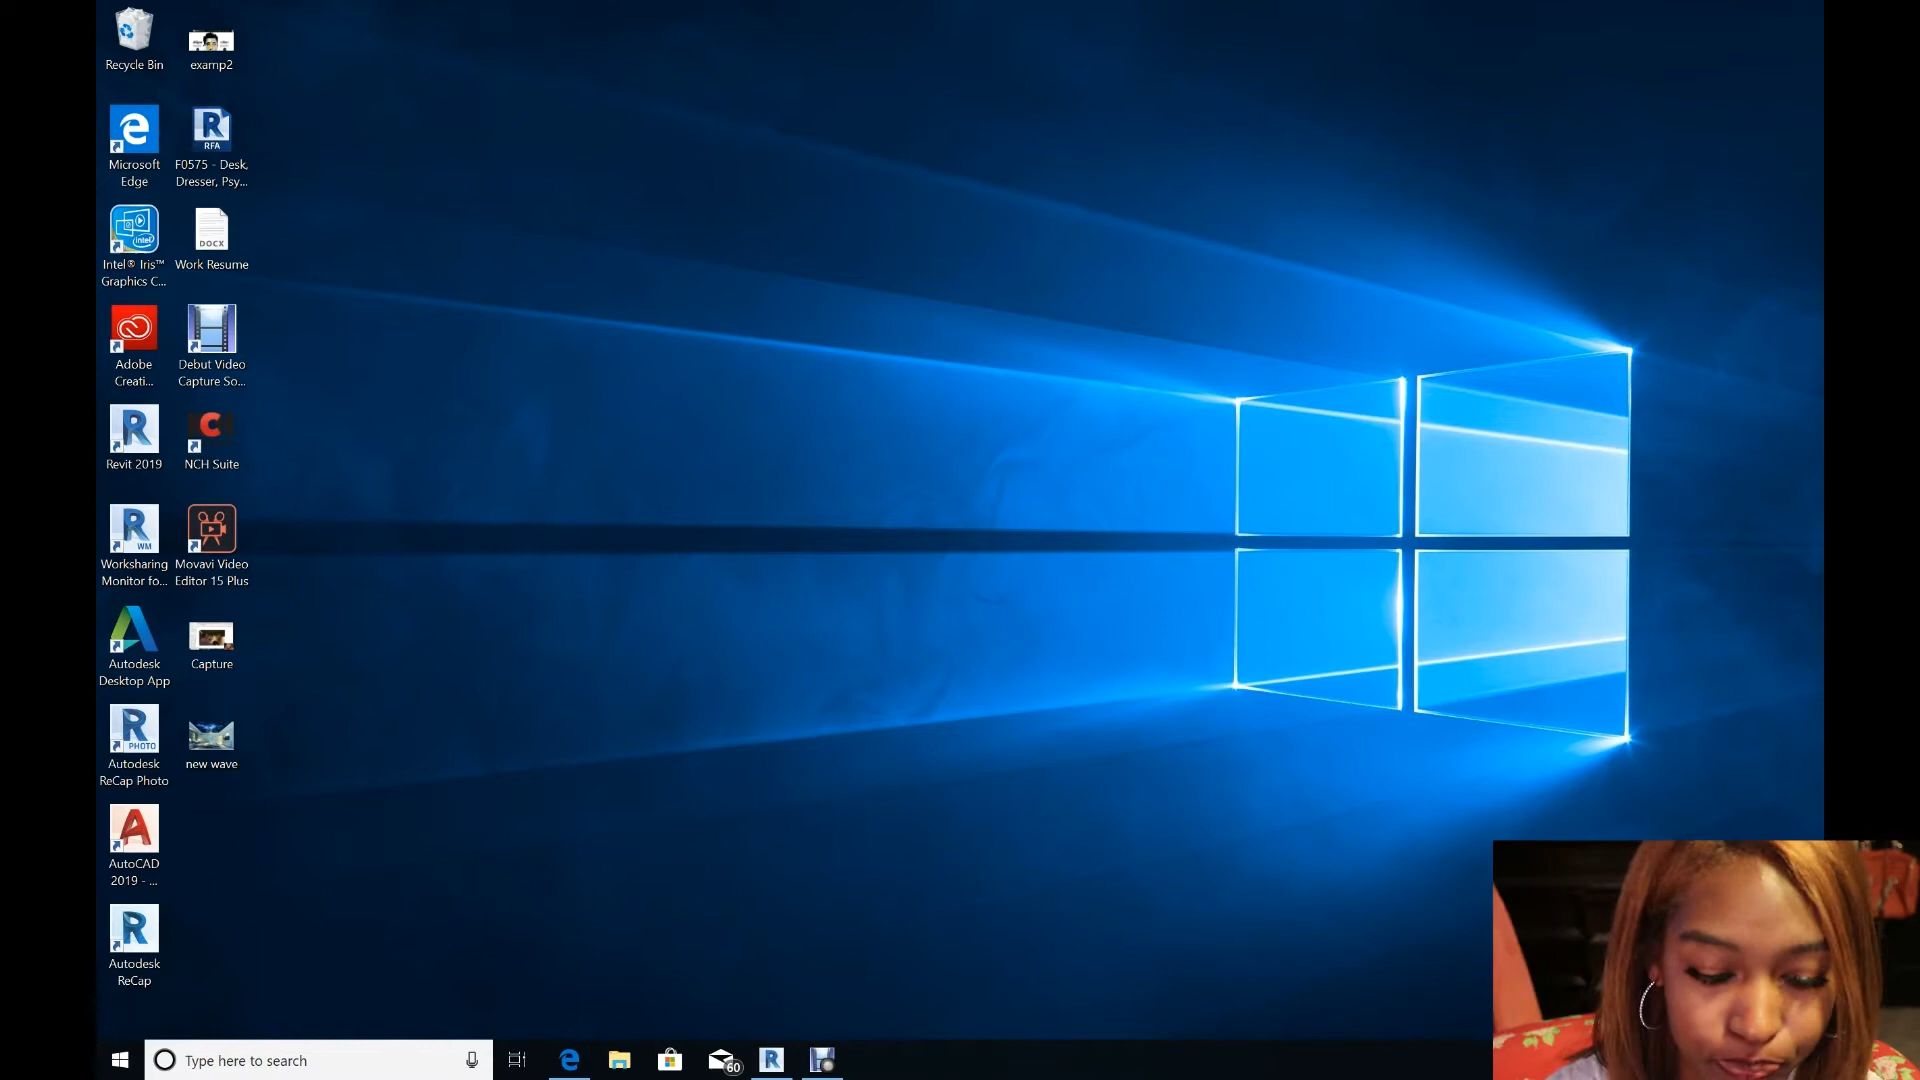 Recycle Bin
examp2
Microsoft
Edge
RFA
F0575 - Desk,
Dresser, Psy...
intel
Intel® Iris™
Graphics C...
DOCX
Work Resume
Adobe
Creati...
Debut Video
Capture So...
Revit 2019
NCH Suite
WM
Worksharing
Monitor fo...
Movavi Video
Editor 15 Plus
Autodesk
Desktop App
Capture
PHOTO
Autodesk
ReCap Photo
new wave
AutoCAD
2019 - ...
Autodesk
ReCap
Type here to search
60